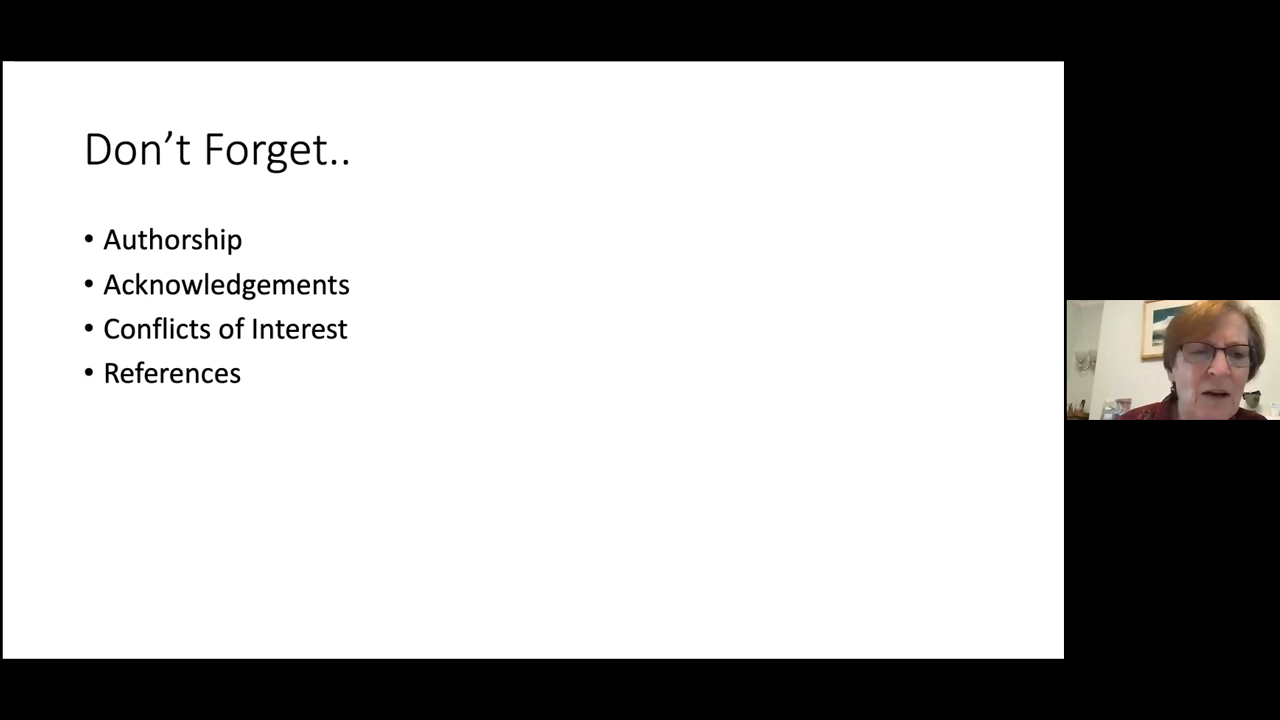 Don’t Forget..
• Authorship
• Acknowledgements
• Conflicts of Interest
• References